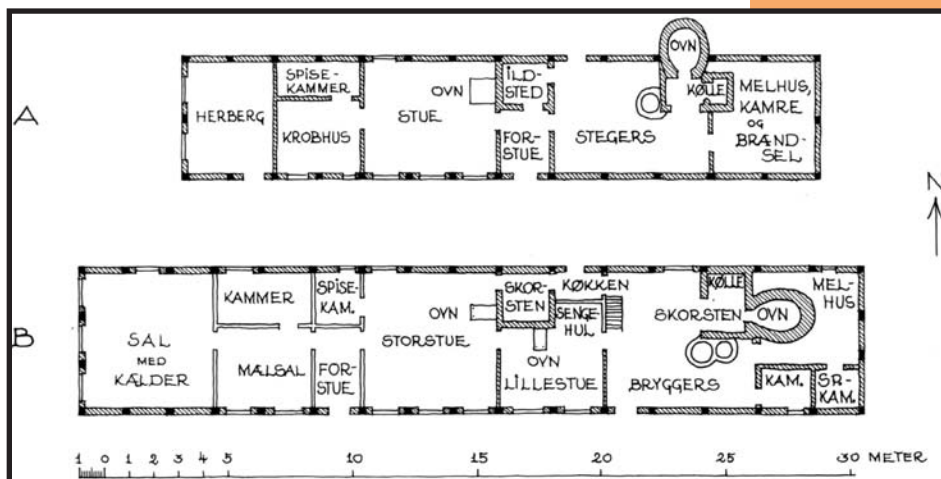 A
HERBERG
SPISE-
KAMMER
KROBHUS
STUE
OVN
ILD-
STED
FOR-
STUE
STEGERS
OVN
KØLLE
MELHUS,
KAMRE
OG
BRÆND-
SEL
N
B
SAL
MED
KÆLDER
KAMMER
MÆLSAL
SPISE-
KAM.
FOR-
STUE
STORSTUE
OVN
SKOR-
STEN
KØKKEN
SENGE-
HUL
OVN
LILLESTUE
BRYGGERS
SKORSTEN
KØLLE
OVN
MEL-
HUS
KAM.
SP.-
KAM.
1 0 1 2 3 4 5 10 15 20 25 30 METER